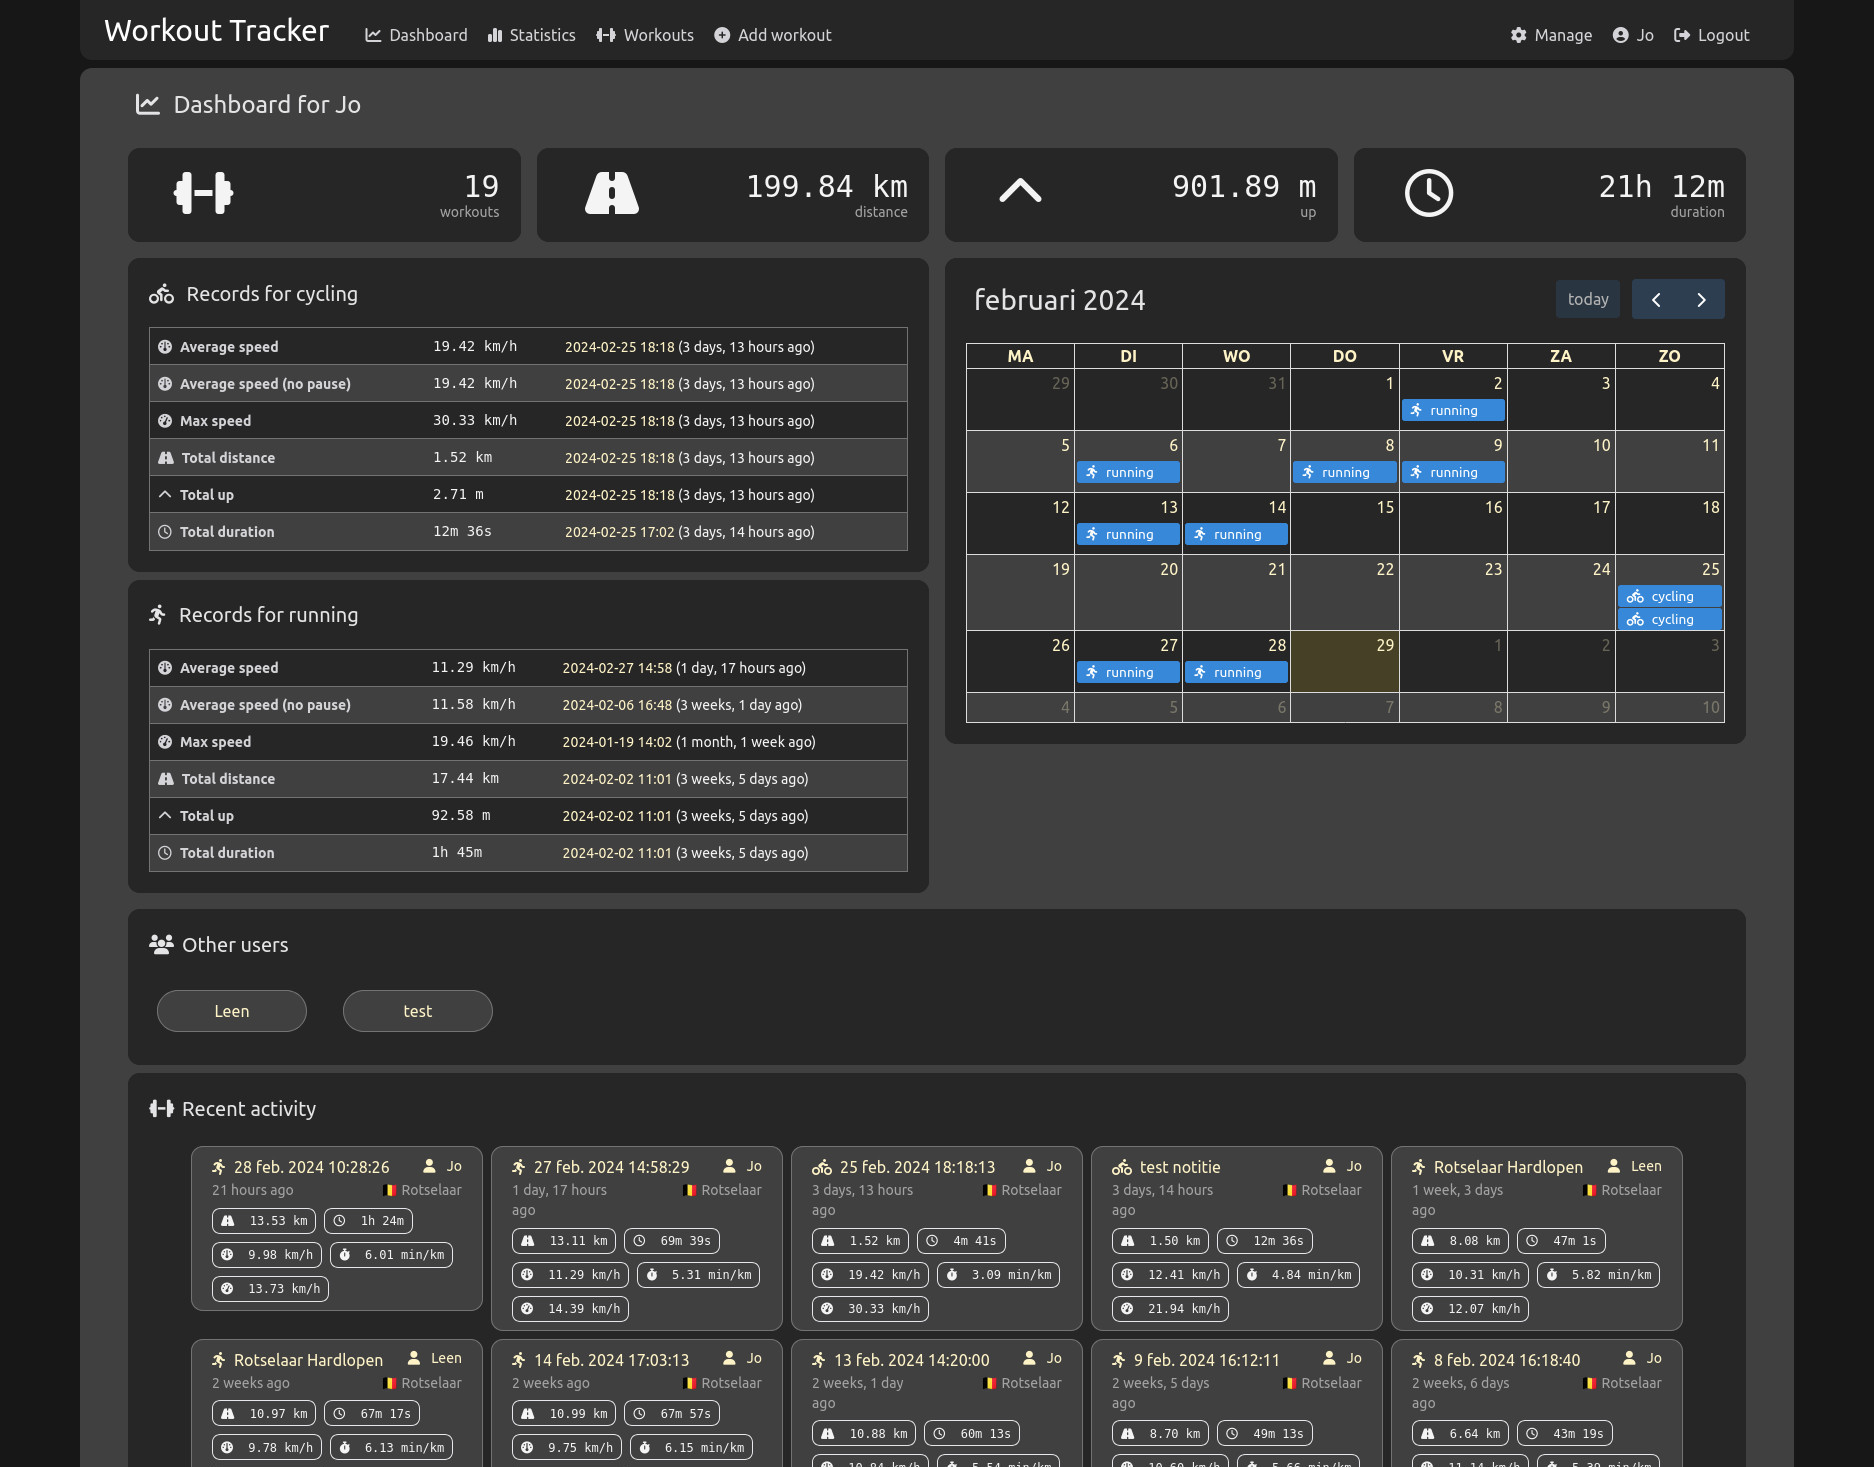 Workout Tracker Dashboard Statistics Workouts Add workout Manage Jo Logout
Dashboard for Jo
19
workouts
199.84 km
distance
901.89 m
up
21h 12m
duration
Records for cycling
Average speed 19.42 km/h 2024-02-25 18:18 (3 days, 13 hours ago)
Average speed (no pause) 19.42 km/h 2024-02-25 18:18 (3 days, 13 hours ago)
Max speed 30.33 km/h 2024-02-25 18:18 (3 days, 13 hours ago)
Total distance 1.52 km 2024-02-25 18:18 (3 days, 13 hours ago)
Total up 2.71 m 2024-02-25 18:18 (3 days, 13 hours ago)
Total duration 12m 36s 2024-02-25 17:02 (3 days, 14 hours ago)
Records for running
Average speed 11.29 km/h 2024-02-27 14:58 (1 day, 17 hours ago)
Average speed (no pause) 11.58 km/h 2024-02-06 16:48 (3 weeks, 1 day ago)
Max speed 19.46 km/h 2024-01-19 14:02 (1 month, 1 week ago)
Total distance 17.44 km 2024-02-02 11:01 (3 weeks, 5 days ago)
Total up 92.58 m 2024-02-02 11:01 (3 weeks, 5 days ago)
Total duration 1h 45m 2024-02-02 11:01 (3 weeks, 5 days ago)
februari 2024 today
MA DI WO DO VR ZA ZO
29 30 31 1 2 3 4
running
5 6 7 8 9 10 11
running running running
12 13 14 15 16 17 18
running running
19 20 21 22 23 24 25
cycling
cycling
26 27 28 29 1 2 3
running running
4 5 6 7 8 9 10
Other users
Leen test
Recent activity
28 feb. 2024 10:28:26 Jo
21 hours ago Rotselaar
13.53 km 1h 24m
9.98 km/h 6.01 min/km
13.73 km/h
27 feb. 2024 14:58:29 Jo
1 day, 17 hours Rotselaar
ago
13.11 km 69m 39s
11.29 km/h 5.31 min/km
14.39 km/h
25 feb. 2024 18:18:13 Jo
3 days, 13 hours Rotselaar
ago
1.52 km 4m 41s
19.42 km/h 3.09 min/km
30.33 km/h
test notitie Jo
3 days, 14 hours Rotselaar
ago
1.50 km 12m 36s
12.41 km/h 4.84 min/km
21.94 km/h
Rotselaar Hardlopen Leen
1 week, 3 days Rotselaar
ago
8.08 km 47m 1s
10.31 km/h 5.82 min/km
12.07 km/h
Rotselaar Hardlopen Leen
2 weeks ago Rotselaar
10.97 km 67m 17s
9.78 km/h 6.13 min/km
14 feb. 2024 17:03:13 Jo
2 weeks ago Rotselaar
10.99 km 67m 57s
9.75 km/h 6.15 min/km
13 feb. 2024 14:20:00 Jo
2 weeks, 1 day Rotselaar
ago
10.88 km 60m 13s
10.84 km/h 5.54 min/km
9 feb. 2024 16:12:11 Jo
2 weeks, 5 days Rotselaar
ago
8.70 km 49m 13s
10.60 km/h 5.66 min/km
8 feb. 2024 16:18:40 Jo
2 weeks, 6 days Rotselaar
ago
6.64 km 43m 19s
11.14 km/h